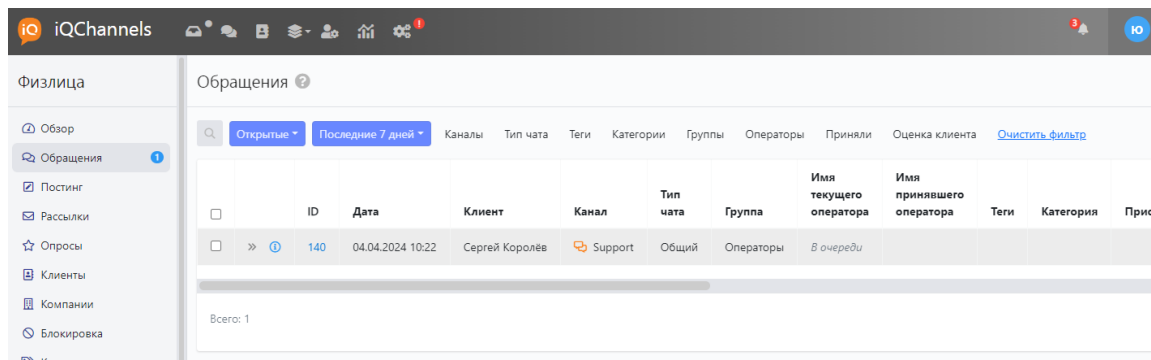 iQ iQChannels ! 3 Ю
Физлица
Обращения ?
Обзор
Обращения 1
Постинг
Рассылки
Опросы
Клиенты
Компании
Блокировка
Открытые Последние 7 дней Каналы Тип чата Теги Категории Группы Операторы Приняли Оценка клиента Очистить фильтр
ID Дата Клиент Канал Тип чата Группа Имя текущего оператора Имя принявшего оператора Теги Категория
140 04.04.2024 10:22 Сергей Королёв Support Общий Операторы В очереди
Всего: 1